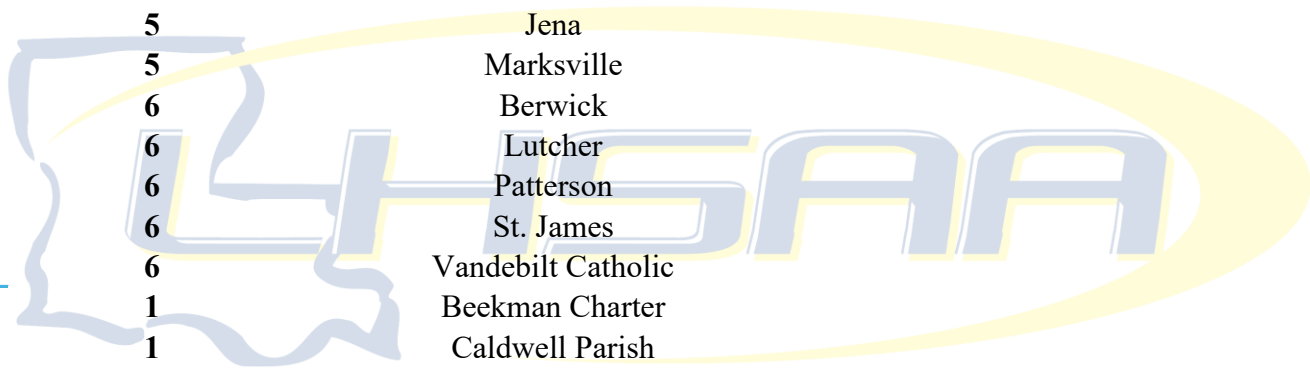 5 Jena
5 Marksville
6 Berwick
6 Lutcher
6 Patterson
6 St. James
6 Vandebilt Catholic
1 Beekman Charter
1 Caldwell Parish
LHSAA